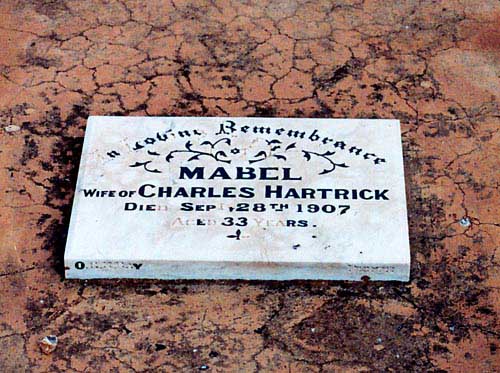 In Loving Remembrance
MABEL
WIFE OF CHARLES HARTRICK
DIED SEPT. 28TH 1907
AGED 33 YEARS.